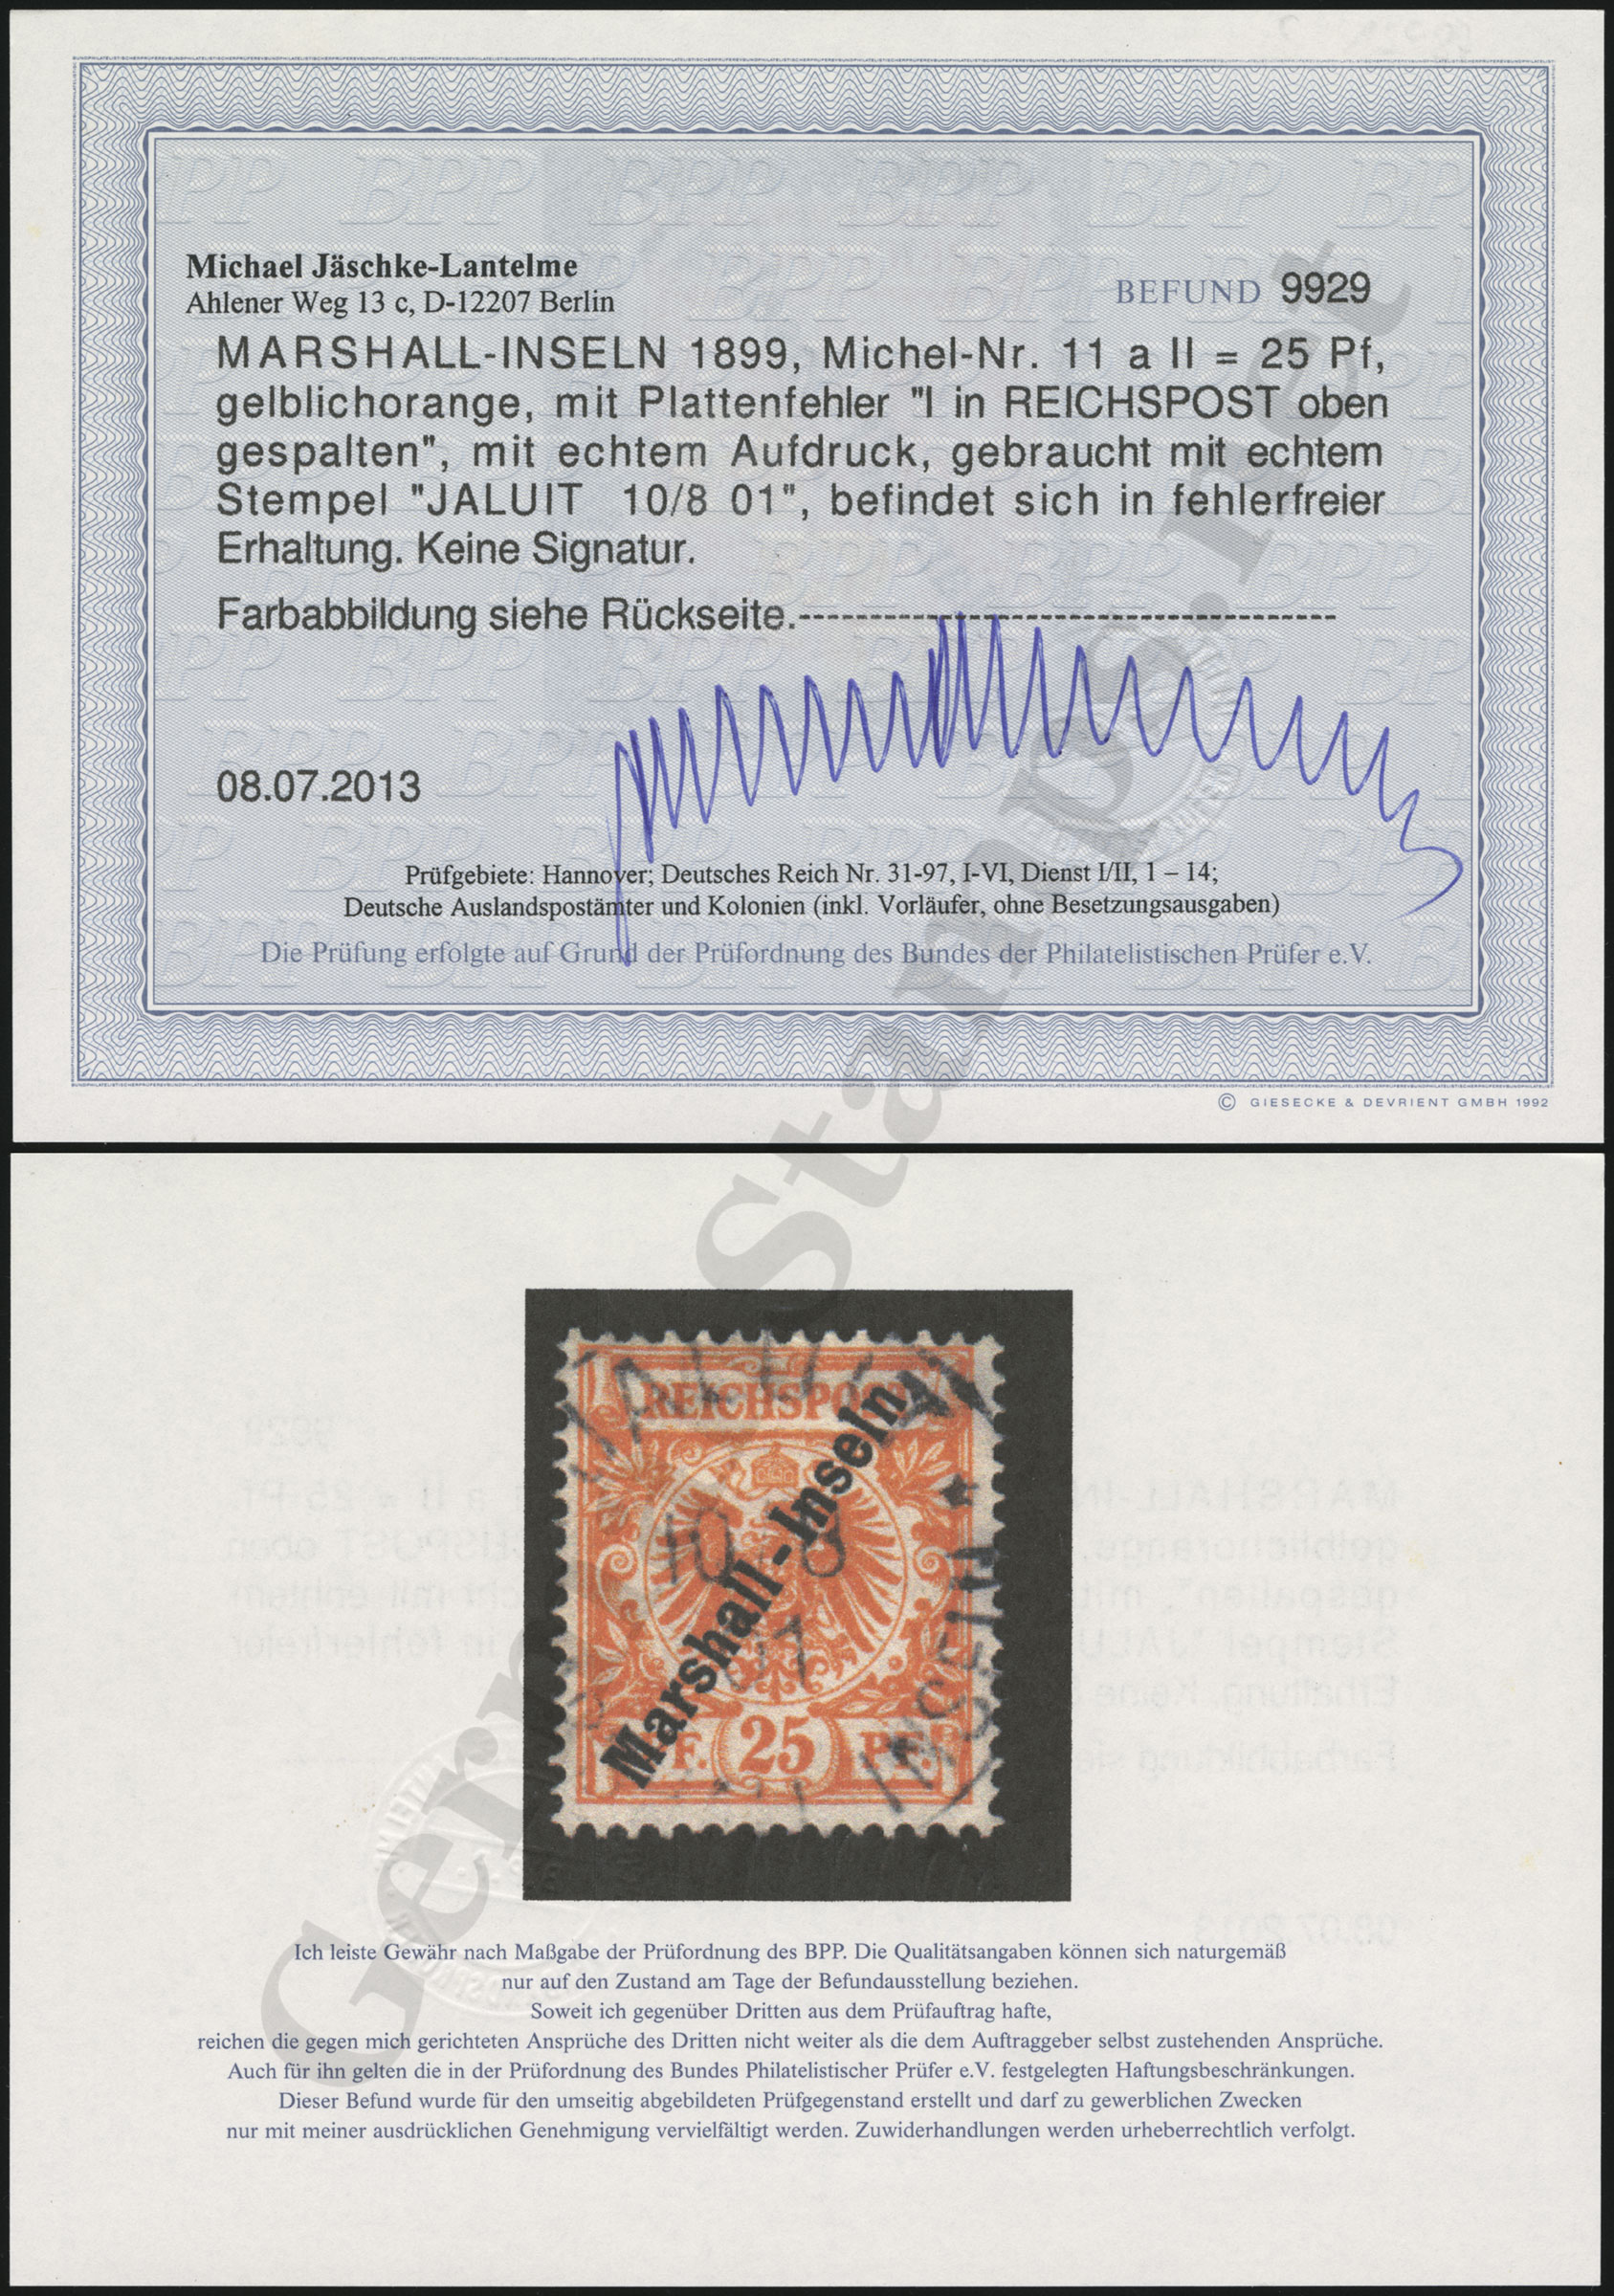 Michael Jäschke-Lantelme
Ahlener Weg 13 c, D-12207 Berlin
BEFUND 9929
MARSHALL-INSELN 1899, Michel-Nr. 11 a II = 25 Pf,
gelblichorange, mit Plattenfehler "I in REICHSPOST oben
gespalten", mit echtem Aufdruck, gebraucht mit echtem
Stempel "JALUIT 10/8 01", befindet sich in fehlerfreier
Erhaltung. Keine Signatur.
Farbabbildung siehe Rückseite.--------------------------------------
08.07.2013
Prüfgebiete: Hannover; Deutsches Reich Nr. 31-97, I-VI, Dienst I/II, 1 – 14;
Deutsche Auslandspostämter und Kolonien (inkl. Vorläufer, ohne Besetzungsausgaben)
Die Prüfung erfolgte auf Grund der Prüfordnung des Bundes der Philatelistischen Prüfer e.V.
© GIESECKE & DEVRIENT GMBH 1992
REICHSPOST
Marshall-Inseln
10 8
01
INSELN
F. 25 PF.
Ich leiste Gewähr nach Maßgabe der Prüfordnung des BPP. Die Qualitätsangaben können sich naturgemäß
nur auf den Zustand am Tage der Befundausstellung beziehen.
Soweit ich gegenüber Dritten aus dem Prüfauftrag hafte,
reichen die gegen mich gerichteten Ansprüche des Dritten nicht weiter als die dem Auftraggeber selbst zustehenden Ansprüche.
Auch für ihn gelten die in der Prüfordnung des Bundes Philatelistischer Prüfer e.V. festgelegten Haftungsbeschränkungen.
Dieser Befund wurde für den umseitig abgebildeten Prüfgegenstand erstellt und darf zu gewerblichen Zwecken
nur mit meiner ausdrücklichen Genehmigung vervielfältigt werden. Zuwiderhandlungen werden urheberrechtlich verfolgt.